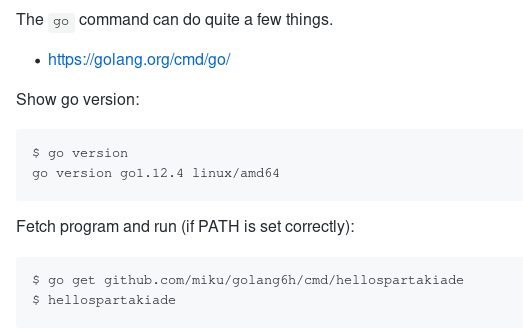 The go command can do quite a few things.
• https://golang.org/cmd/go/
Show go version:
$ go version
go version go1.12.4 linux/amd64
Fetch program and run (if PATH is set correctly):
$ go get github.com/miku/golang6h/cmd/hellospartakiade
$ hellospartakiade